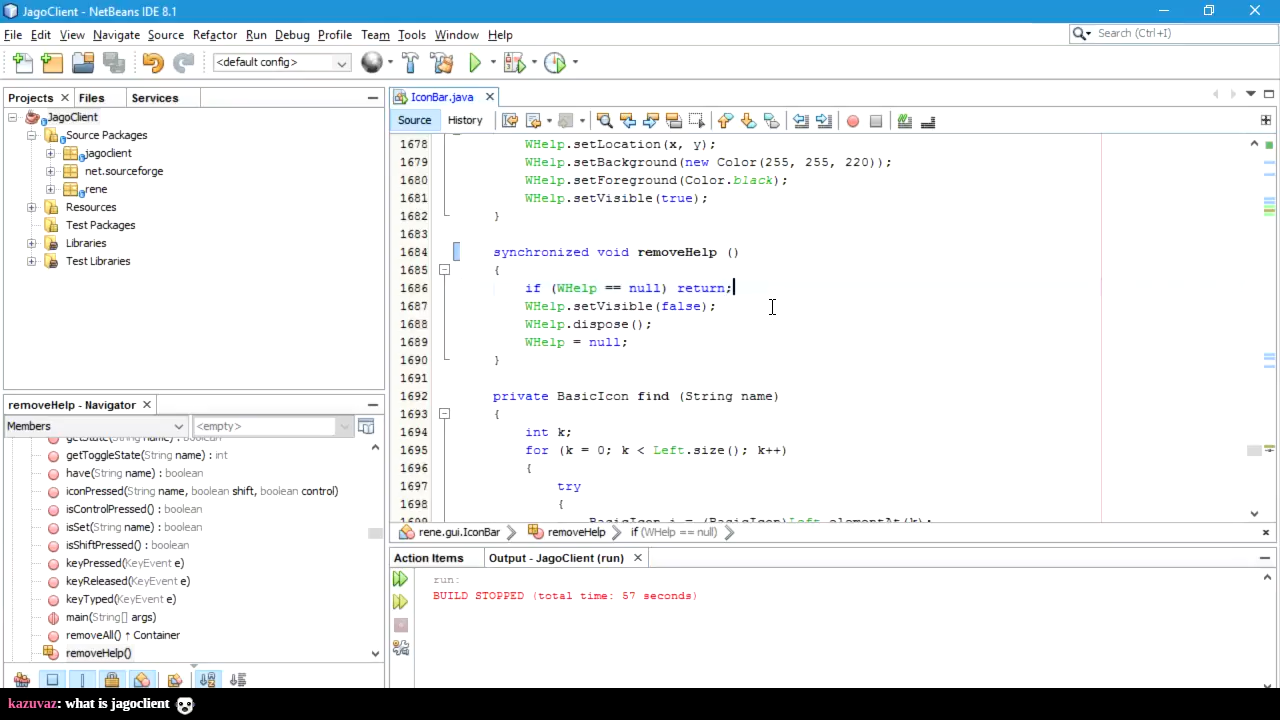 JagoClient - NetBeans IDE 8.1
File Edit View Navigate Source Refactor Run Debug Profile Team Tools Window Help
Search (Ctrl+I)
<default config>
Projects Files Services
JagoClient
Source Packages
jagoclient
net.sourceforge
rene
Resources
Test Packages
Libraries
Test Libraries
removeHelp - Navigator
Members <empty>
getState(String name) : boolean
getToggleState(String name) : int
have(String name) : boolean
iconPressed(String name, boolean shift, boolean control)
isControlPressed() : boolean
isSet(String name) : boolean
isShiftPressed() : boolean
keyPressed(KeyEvent e)
keyReleased(KeyEvent e)
keyTyped(KeyEvent e)
main(String[] args)
removeAll() ↑ Container
removeHelp()
IconBar.java
Source History
1678 WHelp.setLocation(x, y);
1679 WHelp.setBackground(new Color(255, 255, 220));
1680 WHelp.setForeground(Color.black);
1681 WHelp.setVisible(true);
1682 }
1683
1684 synchronized void removeHelp ()
1685 {
1686 if (WHelp == null) return;
1687 WHelp.setVisible(false);
1688 WHelp.dispose();
1689 WHelp = null;
1690 }
1691
1692 private BasicIcon find (String name)
1693 {
1694 int k;
1695 for (k = 0; k < Left.size(); k++)
1696 {
1697 try
1698 {
1699 BasicIcon i = (BasicIcon)Left.elementAt(k);
rene.gui.IconBar removeHelp if (WHelp == null)
Action Items Output - JagoClient (run)
run:
BUILD STOPPED (total time: 57 seconds)
kazuvaz: what is jagoclient